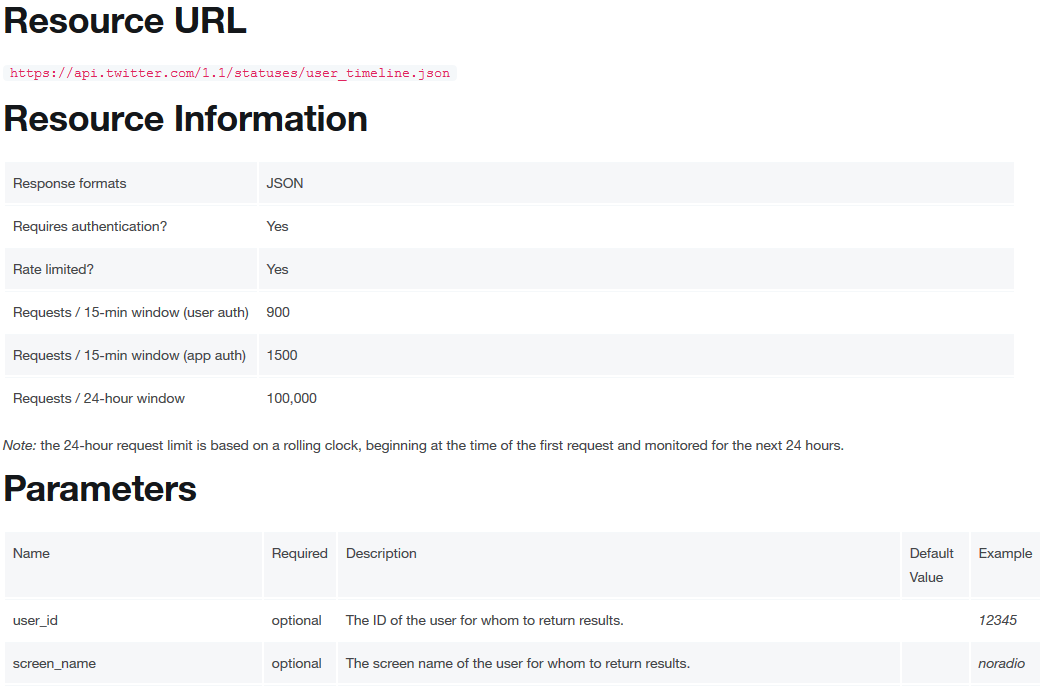 Resource URL
https://api.twitter.com/1.1/statuses/user_timeline.json
Resource Information
Response formats JSON
Requires authentication? Yes
Rate limited? Yes
Requests / 15-min window (user auth) 900
Requests / 15-min window (app auth) 1500
Requests / 24-hour window 100,000
Note: the 24-hour request limit is based on a rolling clock, beginning at the time of the first request and monitored for the next 24 hours.
Parameters
Name Required Description Default Value Example
user_id optional The ID of the user for whom to return results. 12345
screen_name optional The screen name of the user for whom to return results. noradio